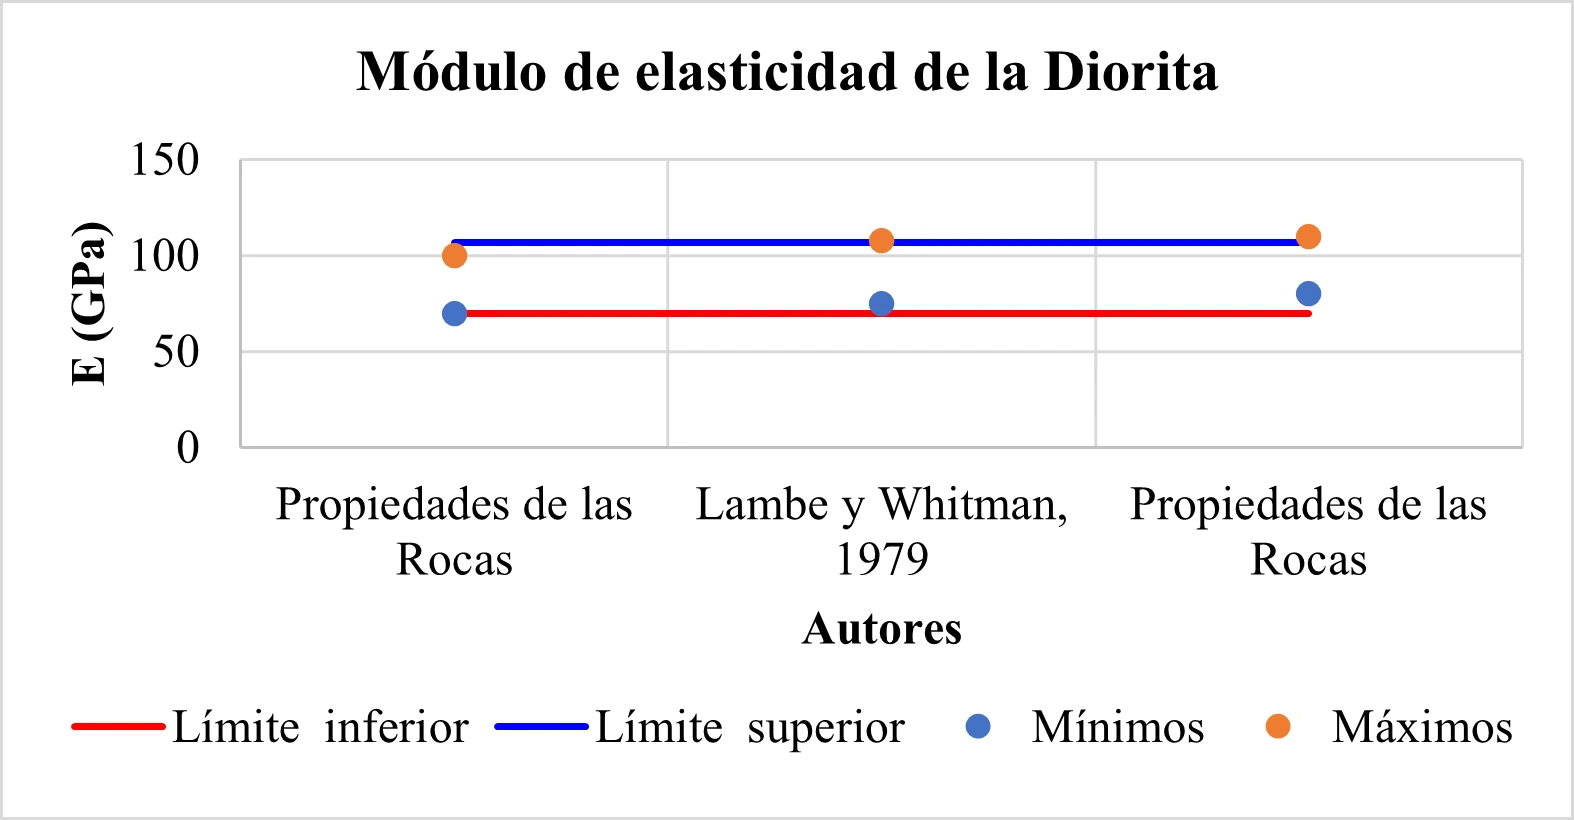 Módulo de elasticidad de la Diorita
150
100
50
0
E (GPa)
Propiedades de las
Rocas
Lambe y Whitman,
1979
Propiedades de las
Rocas
Autores
Límite inferior
Límite superior
Mínimos
Máximos